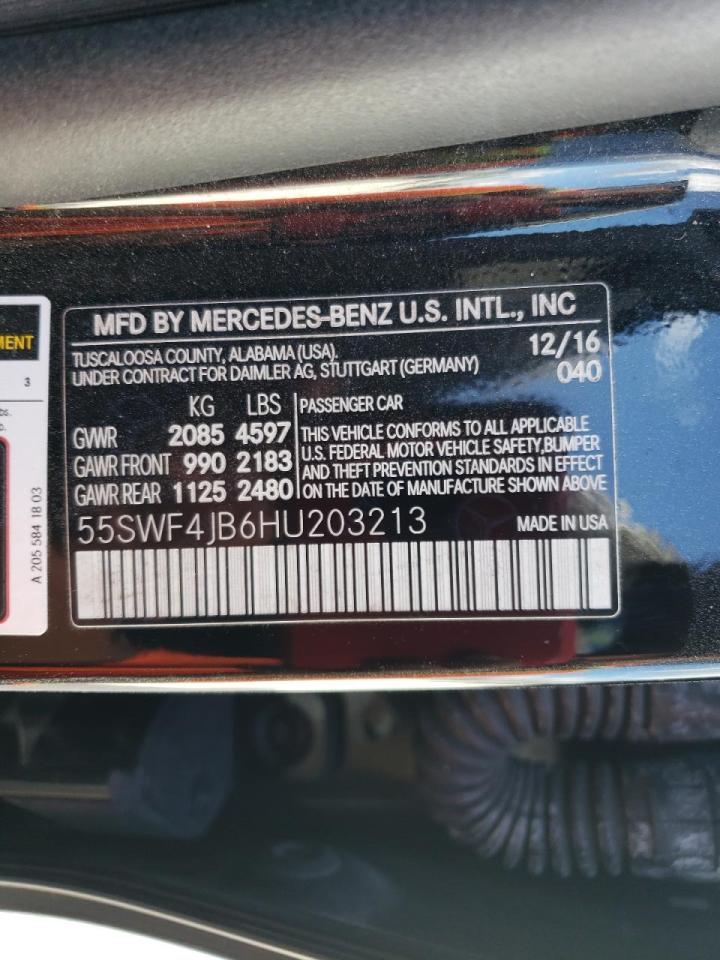 MENT
3
bs.
b.
A 205 584 18 03
MFD BY MERCEDES-BENZ U.S. INTL., INC
TUSCALOOSA COUNTY, ALABAMA (USA).
UNDER CONTRACT FOR DAIMLER AG, STUTTGART (GERMANY)
12/16
040
KG LBS
GVWR 2085 4597
GAWR FRONT 990 2183
GAWR REAR 1125 2480
PASSENGER CAR
THIS VEHICLE CONFORMS TO ALL APPLICABLE
U.S. FEDERAL MOTOR VEHICLE SAFETY,BUMPER
AND THEFT PREVENTION STANDARDS IN EFFECT
ON THE DATE OF MANUFACTURE SHOWN ABOVE
55SWF4JB6HU203213
MADE IN USA